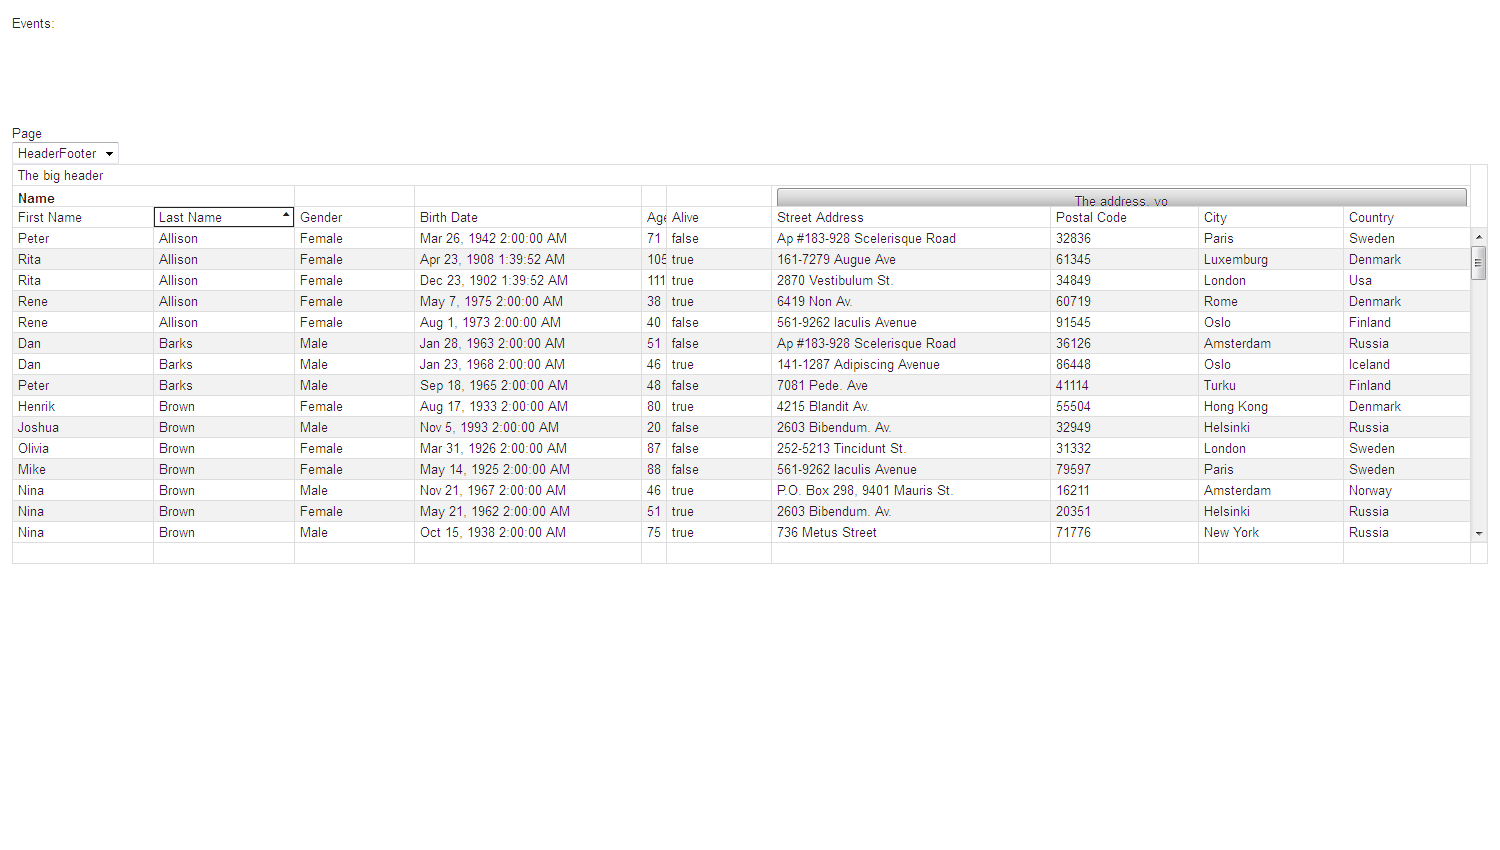 Events:
Page
HeaderFooter
The big header
Name The address, yo
First Name Last Name Gender Birth Date Age Alive Street Address Postal Code City Country
Peter Allison Female Mar 26, 1942 2:00:00 AM 71 false Ap #183-928 Scelerisque Road 32836 Paris Sweden
Rita Allison Female Apr 23, 1908 1:39:52 AM 105 true 161-7279 Augue Ave 61345 Luxemburg Denmark
Rita Allison Female Dec 23, 1902 1:39:52 AM 111 true 2870 Vestibulum St. 34849 London Usa
Rene Allison Female May 7, 1975 2:00:00 AM 38 true 6419 Non Av. 60719 Rome Denmark
Rene Allison Female Aug 1, 1973 2:00:00 AM 40 false 561-9262 Iaculis Avenue 91545 Oslo Finland
Dan Barks Male Jan 28, 1963 2:00:00 AM 51 false Ap #183-928 Scelerisque Road 36126 Amsterdam Russia
Dan Barks Male Jan 23, 1968 2:00:00 AM 46 true 141-1287 Adipiscing Avenue 86448 Oslo Iceland
Peter Barks Male Sep 18, 1965 2:00:00 AM 48 false 7081 Pede. Ave 41114 Turku Finland
Henrik Brown Female Aug 17, 1933 2:00:00 AM 80 true 4215 Blandit Av. 55504 Hong Kong Denmark
Joshua Brown Male Nov 5, 1993 2:00:00 AM 20 false 2603 Bibendum. Av. 32949 Helsinki Russia
Olivia Brown Female Mar 31, 1926 2:00:00 AM 87 false 252-5213 Tincidunt St. 31332 London Sweden
Mike Brown Female May 14, 1925 2:00:00 AM 88 false 561-9262 Iaculis Avenue 79597 Paris Sweden
Nina Brown Male Nov 21, 1967 2:00:00 AM 46 true P.O. Box 298, 9401 Mauris St. 16211 Amsterdam Norway
Nina Brown Female May 21, 1962 2:00:00 AM 51 true 2603 Bibendum. Av. 20351 Helsinki Russia
Nina Brown Male Oct 15, 1938 2:00:00 AM 75 true 736 Metus Street 71776 New York Russia